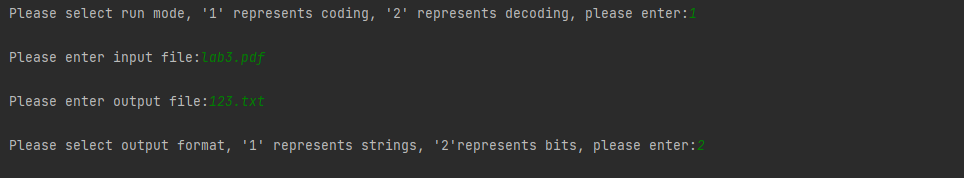 Please select run mode, '1' represents coding, '2' represents decoding, please enter:1
Please enter input file:lab3.pdf
Please enter output file:123.txt
Please select output format, '1' represents strings, '2'represents bits, please enter:2